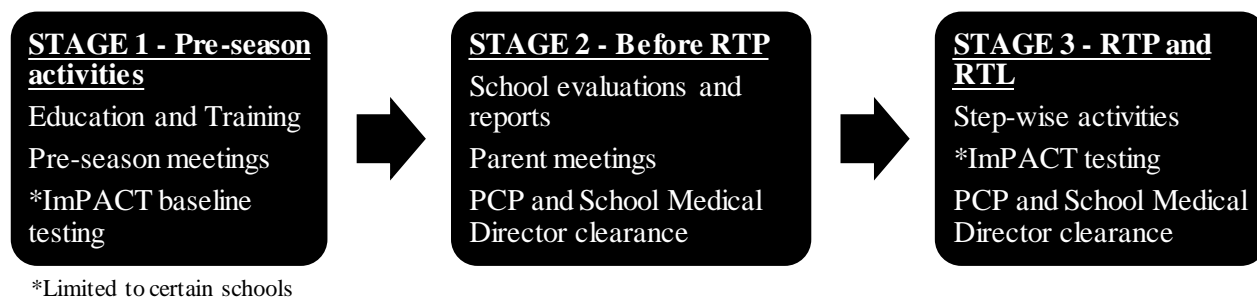 STAGE 1 - Pre-season
activities
Education and Training
Pre-season meetings
*ImPACT baseline
testing
STAGE 2 - Before RTP
School evaluations and
reports
Parent meetings
PCP and School Medical
Director clearance
STAGE 3 - RTP and
RTL
Step-wise activities
*ImPACT testing
PCP and School Medical
Director clearance
*Limited to certain schools